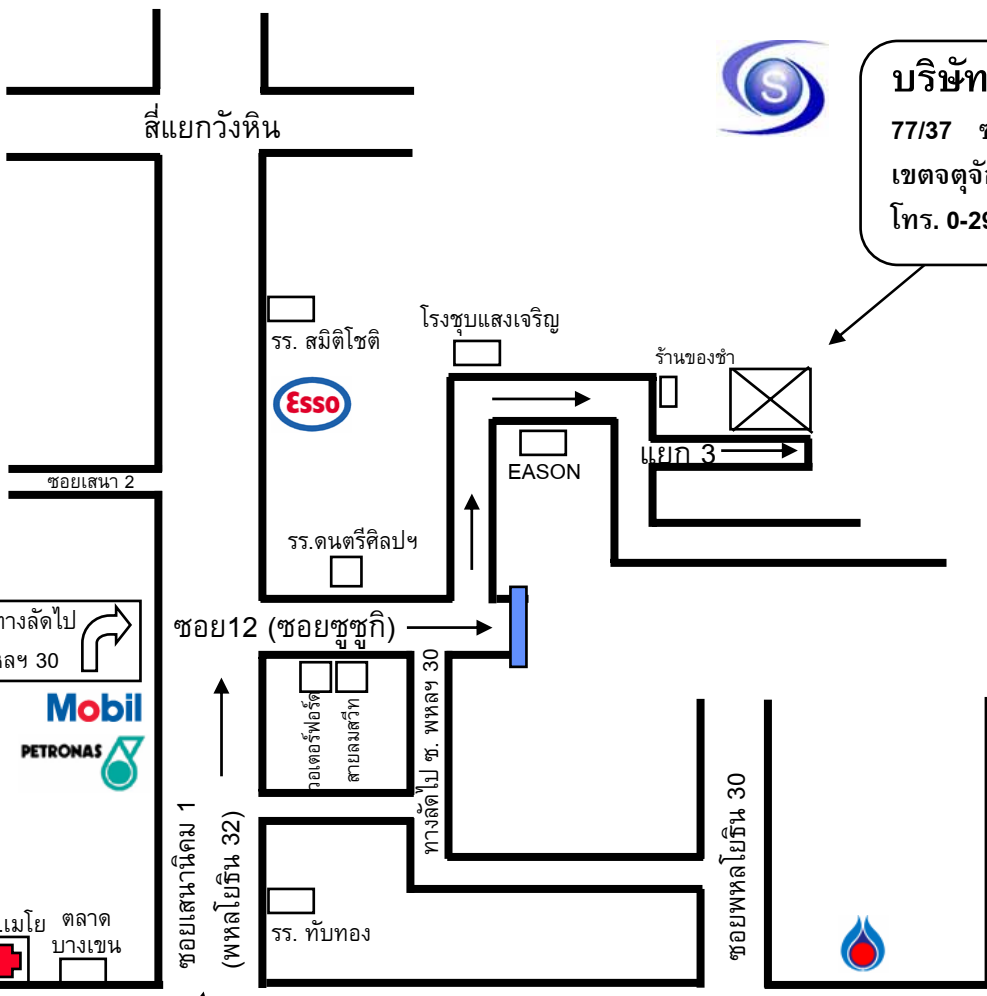 สี่แยกวังหิน
S
บริษัท
77/37
โทร. 0-29
รร. สมิติโชติ
Esso
โรงชุบแสงเจริญ
ร้านของชำ
แยก 3
EASON
ซอยเสนา 2
รร.ดนตรีศิลปฯ
ทางลัดไป
30
ซอย12 (ซอยซูซูกิ)
Mobil
PETRONAS
วอเตอร์ฟอร์ด
สายลมสวีท
ทางลัดไป ซ. พหลฯ 30
ซอยเสนานิคม 1
(พหลโยธิน 32)
ซอยพหลโยธิน 30
รร. ทับทอง
เมโย
ตลาด
บางเขน